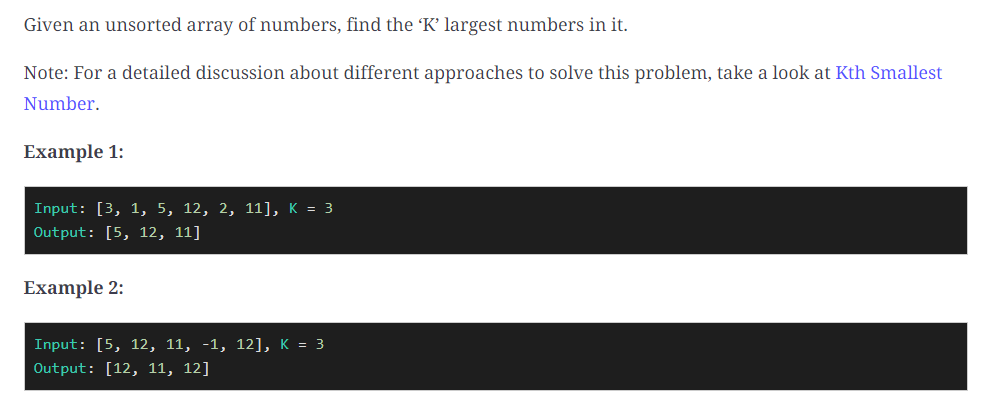 Given an unsorted array of numbers, find the ‘K’ largest numbers in it.
Note: For a detailed discussion about different approaches to solve this problem, take a look at Kth Smallest
Number.
Example 1:
Input: [3, 1, 5, 12, 2, 11], K = 3
Output: [5, 12, 11]
Example 2:
Input: [5, 12, 11, -1, 12], K = 3
Output: [12, 11, 12]